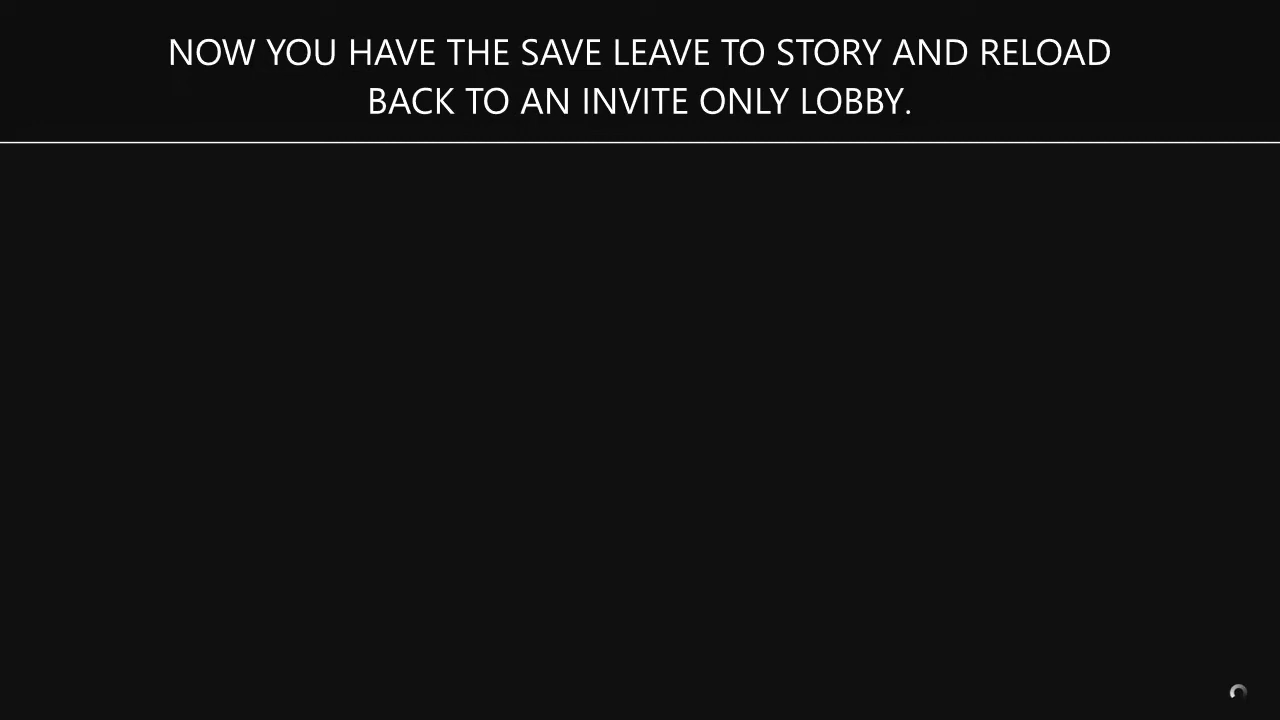 NOW YOU HAVE THE SAVE LEAVE TO STORY AND RELOAD
BACK TO AN INVITE ONLY LOBBY.